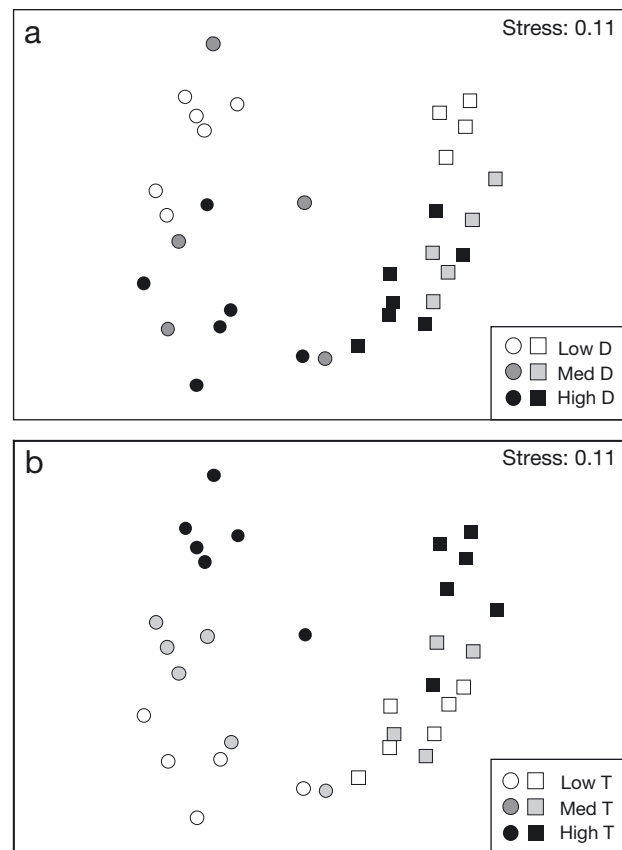 a
Stress: 0.11
Low D
Med D
High D
b
Stress: 0.11
Low T
Med T
High T